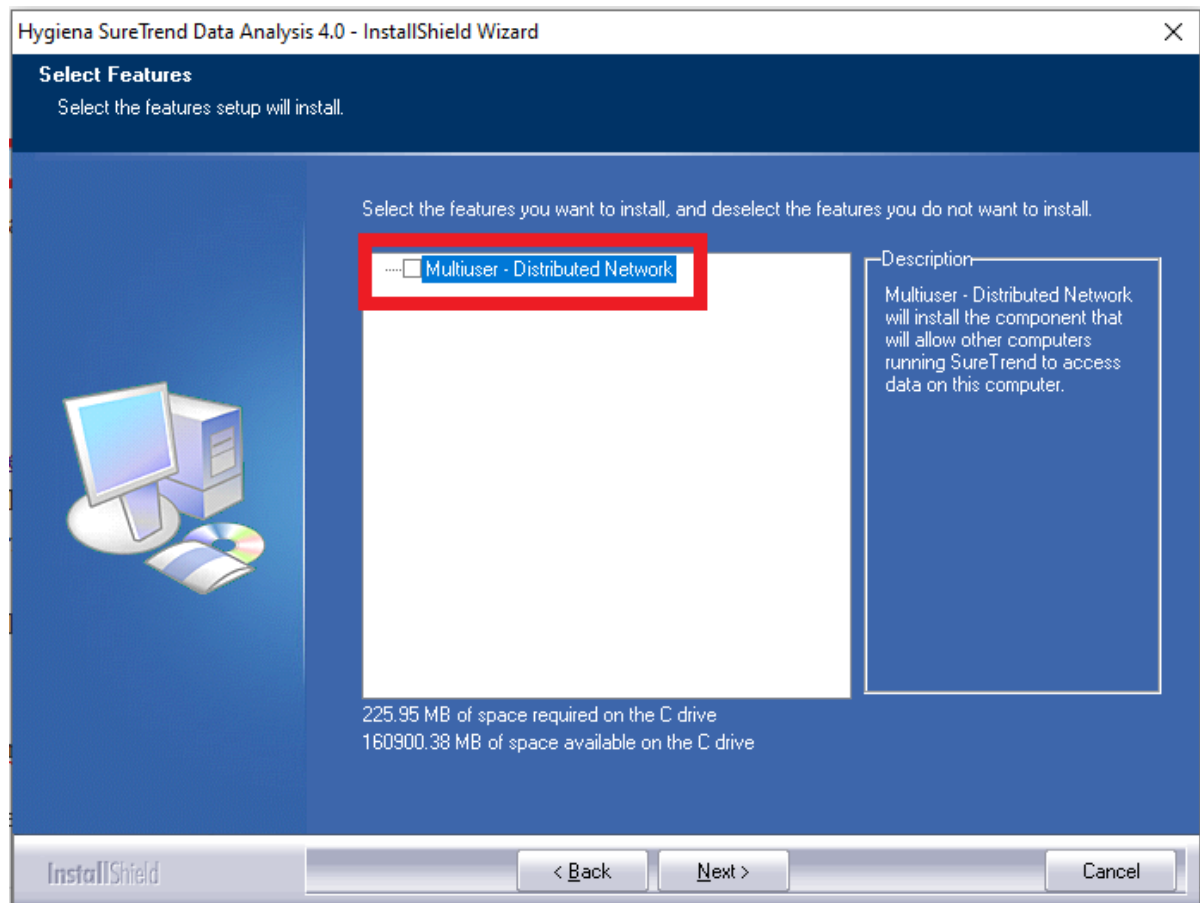 Hygiena SureTrend Data Analysis 4.0 - InstallShield Wizard
Select Features
Select the features setup will install.
Select the features you want to install, and deselect the features you do not want to install.
Multiuser - Distributed Network
Description
Multiuser - Distributed Network
will install the component that
will allow other computers
running SureTrend to access
data on this computer.
225.95 MB of space required on the C drive
160900.38 MB of space available on the C drive
InstallShield
< Back
Next >
Cancel